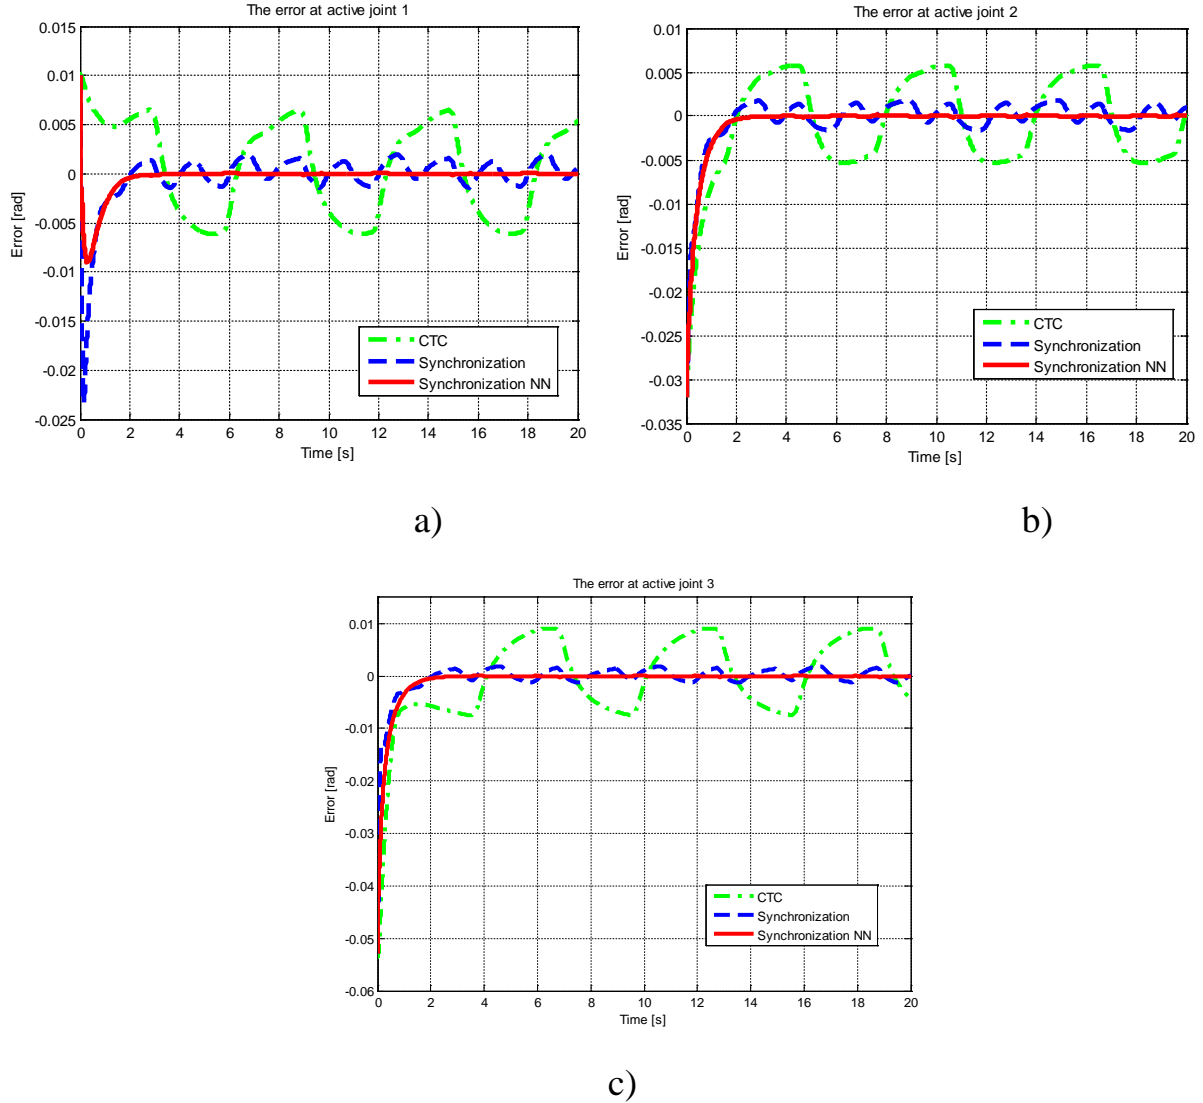 The error at active joint 1
0.015
0.01
0.005
0
-0.005
-0.01
-0.015
-0.02
-0.025
Error [rad]
0 2 4 6 8 10 12 14 16 18 20
Time [s]
CTC
Synchronization
Synchronization NN
a)
The error at active joint 2
0.01
0.005
0
-0.005
-0.01
-0.015
-0.02
-0.025
-0.03
-0.035
Error [rad]
0 2 4 6 8 10 12 14 16 18 20
Time [s]
CTC
Synchronization
Synchronization NN
b)
The error at active joint 3
0.01
0
-0.01
-0.02
-0.03
-0.04
-0.05
-0.06
Error [rad]
0 2 4 6 8 10 12 14 16 18 20
Time [s]
CTC
Synchronization
Synchronization NN
c)